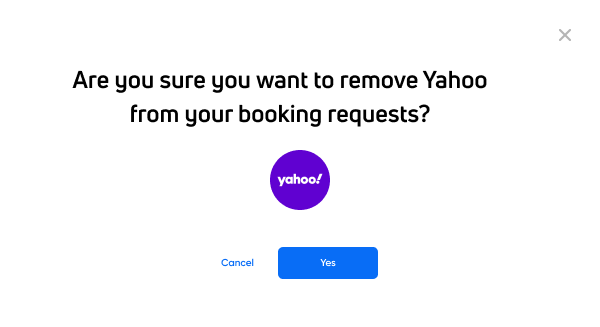 Are you sure you want to remove Yahoo
from your booking requests?
yahoo!
Cancel
Yes